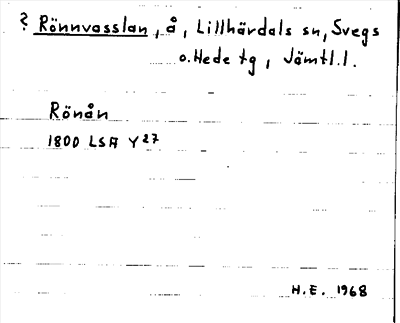 ? Rönnvasslan, å, Lillhärdals sn, Svegs
o. Hede tg, Jämtl.l.
Rönån
1800 LSA Y27
H.E. 1968